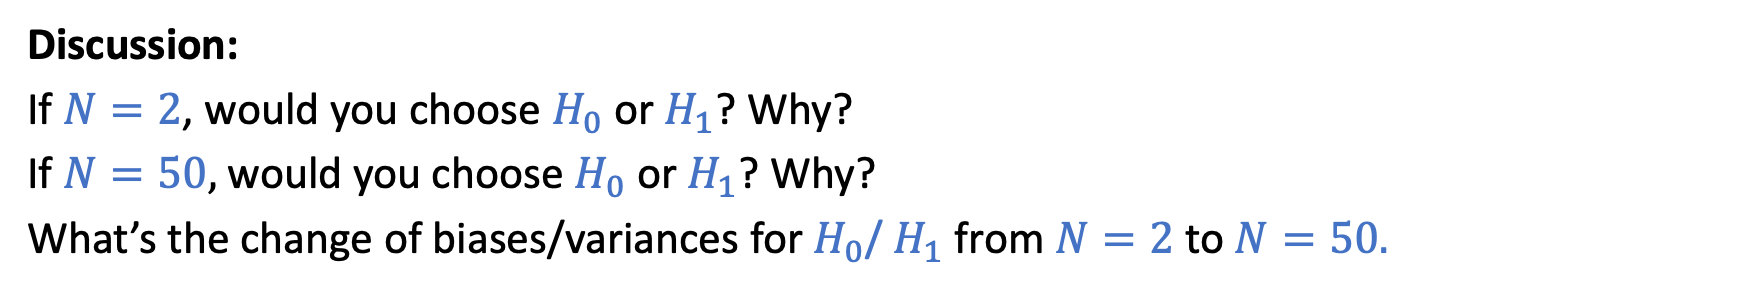 Discussion:
If N = 2, would you choose H₀ or H₁? Why?
If N = 50, would you choose H₀ or H₁? Why?
What's the change of biases/variances for H₀/ H₁ from N = 2 to N = 50.